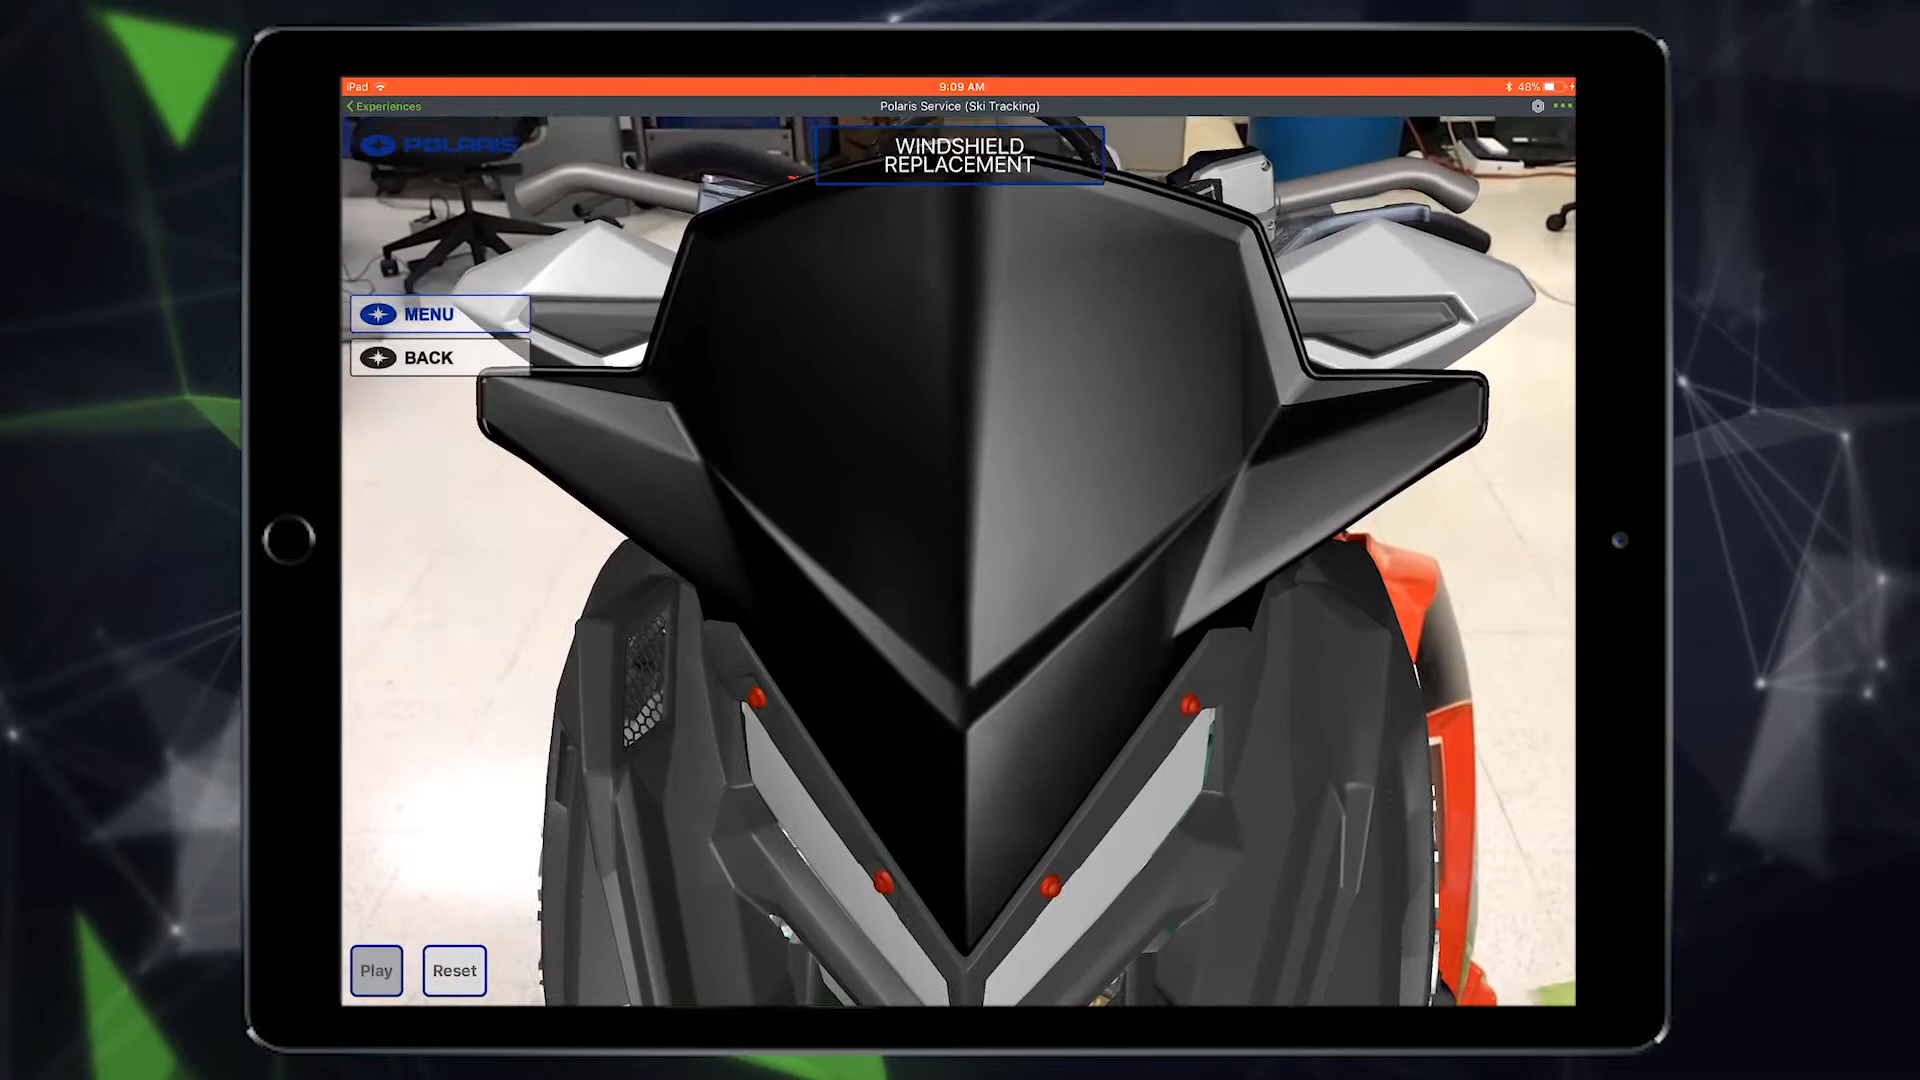 iPad
9:09 AM
48%
Experiences
Polaris Service (Ski Tracking)
POLARIS
WINDSHIELD
REPLACEMENT
MENU
BACK
Play
Reset